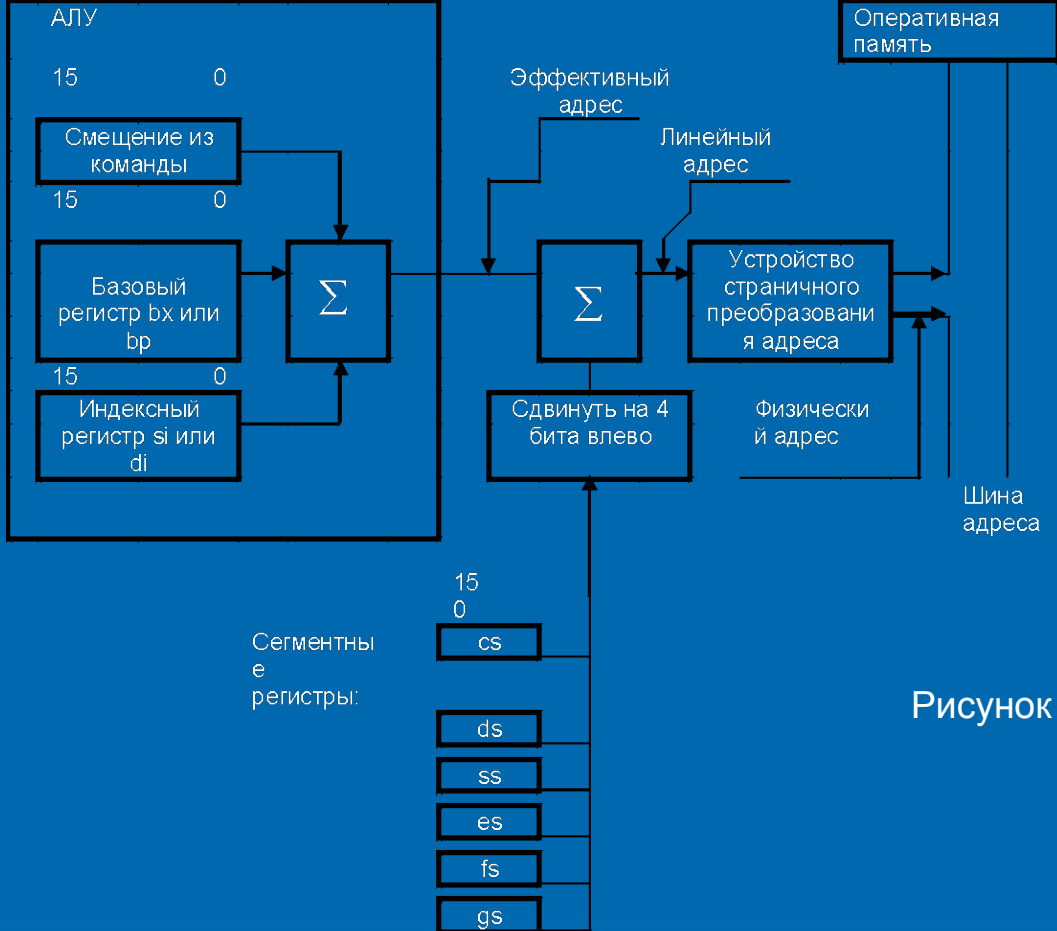 АЛУ
Оперативная
память
15 0
Эффективный
адрес
Смещение из
команды
Линейный
адрес
15 0
Базовый
регистр bx или
bp
Σ
Σ
Устройство
страничного
преобразовани
я адреса
15 0
Индексный
регистр si или
di
Сдвинуть на 4
бита влево
Физически
й адрес
Шина
адреса
15
0
Сегментны
е
регистры:
cs
ds
ss
es
fs
gs
Рисунок